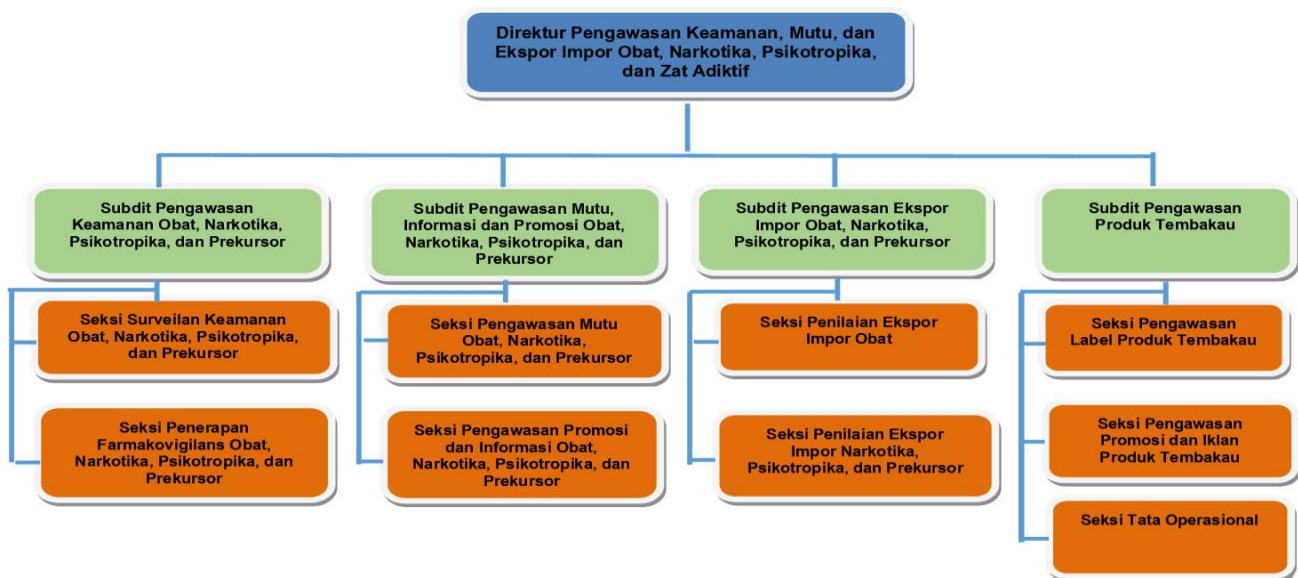 Direktur Pengawasan Keamanan, Mutu, dan
Ekspor Impor Obat, Narkotika, Psikotropika,
dan Zat Adiktif
Subdit Pengawasan
Keamanan Obat, Narkotika,
Psikotropika, dan Prekursor
Subdit Pengawasan Mutu,
Informasi dan Promosi Obat,
Narkotika, Psikotropika, dan
Prekursor
Subdit Pengawasan Ekspor
Impor Obat, Narkotika,
Psikotropika, dan Prekursor
Subdit Pengawasan
Produk Tembakau
Seksi Surveilan Keamanan
Obat, Narkotika, Psikotropika,
dan Prekursor
Seksi Pengawasan Mutu
Obat, Narkotika,
Psikotropika, dan Prekursor
Seksi Penilaian Ekspor
Impor Obat
Seksi Pengawasan
Label Produk Tembakau
Seksi Penerapan
Farmakovigilans Obat,
Narkotika, Psikotropika, dan
Prekursor
Seksi Pengawasan Promosi
dan Informasi Obat,
Narkotika, Psikotropika, dan
Prekursor
Seksi Penilaian Ekspor
Impor Narkotika,
Psikotropika, dan Prekursor
Seksi Pengawasan
Promosi dan Iklan
Produk Tembakau
Seksi Tata Operasional